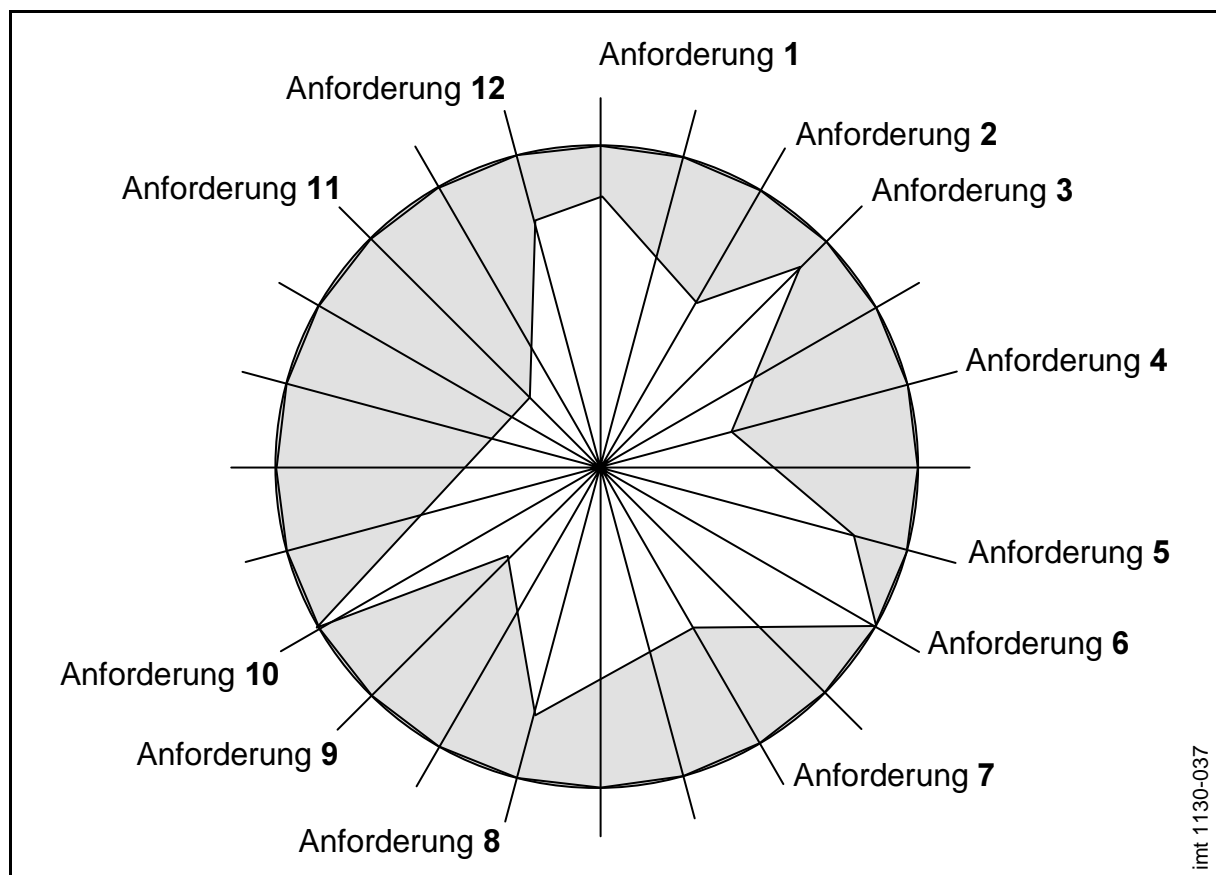 Anforderung 1
Anforderung 12
Anforderung 2
Anforderung 11
Anforderung 3
Anforderung 4
Anforderung 5
Anforderung 6
Anforderung 10
Anforderung 9
Anforderung 7
Anforderung 8
imt 1130-037